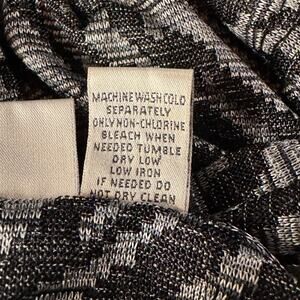 MACHINE WASH COLD
SEPARATELY
ONLY NON-CHLORINE
BLEACH WHEN
NEEDED TUMBLE
DRY LOW
LOW IRON
IF NEEDED DO
NOT DRY CLEAN